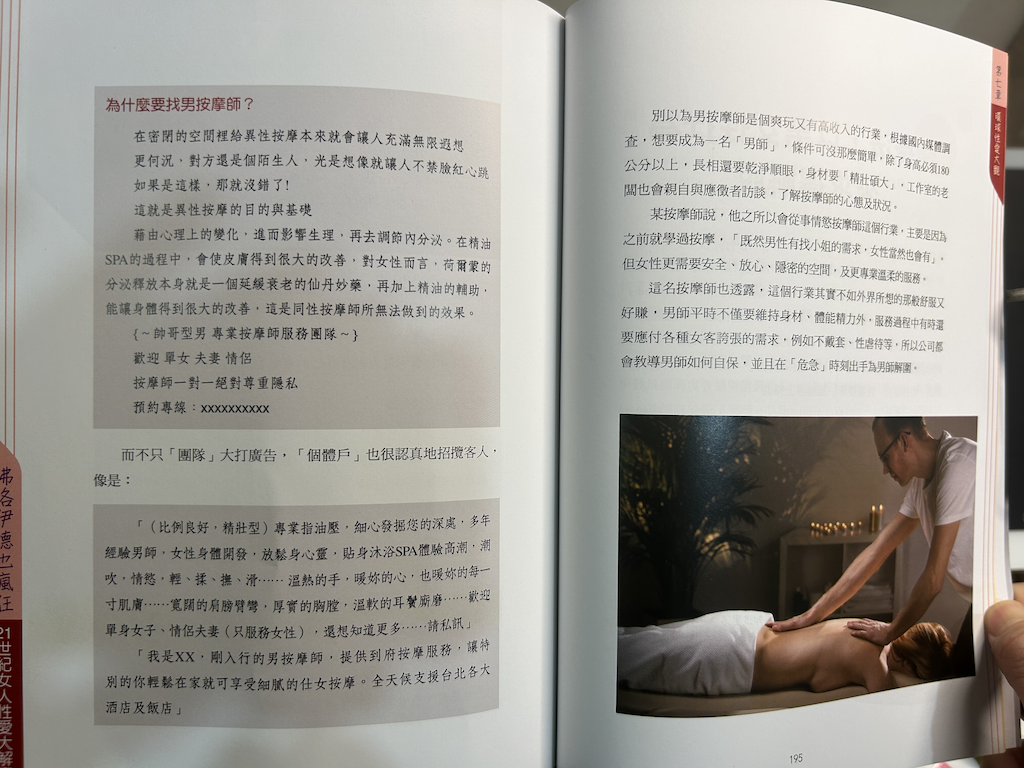 為什麼要找男按摩師？
在密閉的空間裡給異性按摩本來就會讓人充滿無限遐想
更何況，對方還是個陌生人，光是想像就讓人不禁臉紅心跳
如果是這樣，那就沒錯了!
這就是異性按摩的目的與基礎
藉由心理上的變化，進而影響生理，再去調節內分泌。在精油
SPA的過程中，會使皮膚得到很大的改善，對女性而言，荷爾蒙的
分泌釋放本身就是一個延緩衰老的仙丹妙藥，再加上精油的輔助，
能讓身體得到很大的改善，這是同性按摩師所無法做到的效果。
{～帥哥型男 專業按摩師服務團隊～}
歡迎 單女 夫妻 情侶
按摩師一對一絕對尊重隱私
預約專線：xxxxxxxxxx
而不只「團隊」大打廣告，「個體戶」也很認真地招攬客人，
像是：
「（比例良好，精壯型）專業指油壓，細心發掘您的深處，多年
經驗男師，女性身體開發，放鬆身心靈，貼身沐浴SPA體驗高潮，潮
吹，情慾，輕、揉、撫、滑⋯⋯溫熱的手，暖妳的心，也暖妳的每一
寸肌膚⋯⋯寬闊的肩膀臂彎，厚實的胸膛，溫軟的耳鬢廝磨⋯⋯歡迎
單身女子、情侶夫妻（只服務女性），還想知道更多⋯⋯請私訊」
「我是XX，剛入行的男按摩師，提供到府按摩服務，讓特
別的你輕鬆在家就可享受細膩的仕女按摩。全天候支援台北各大
酒店及飯店」
弗洛伊德也瘋狂
21世紀女人性愛大解
第七章 環球性愛大觀
別以為男按摩師是個爽玩又有高收入的行業，根據國內媒體調
查，想要成為一名「男師」，條件可沒那麼簡單，除了身高必須180
公分以上，長相還要乾淨順眼，身材要「精壯碩大」，工作室的老
闆也會親自與應徵者訪談，了解按摩師的心態及狀況。
某按摩師說，他之所以會從事情慾按摩師這個行業，主要是因為
之前就學過按摩，「既然男性有找小姐的需求，女性當然也會有」。
但女性更需要安全、放心、隱密的空間，及更專業溫柔的服務。
這名按摩師也透露，這個行業其實不如外界所想的那般舒服又
好賺，男師平時不僅要維持身材、體能精力外，服務過程中有時還
要應付各種女客誇張的需求，例如不戴套、性虐待等，所以公司都
會教導男師如何自保，並且在「危急」時刻出手為男師解圍。
195